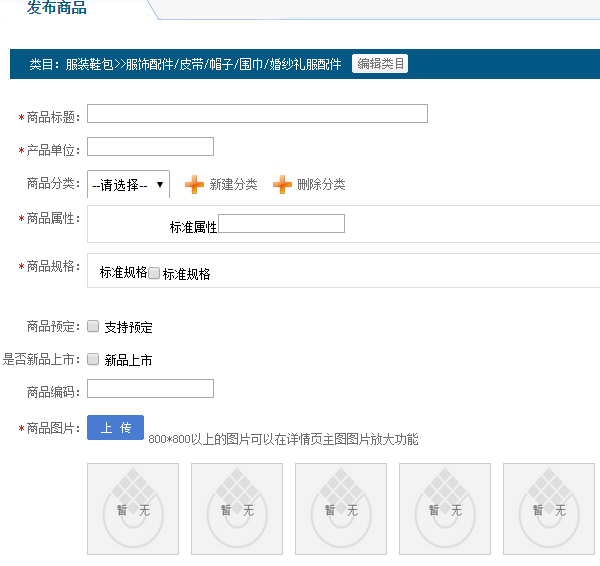 发布商品
类目：服装鞋包>>服饰配件/皮带/帽子/围巾/婚纱礼服配件 编辑类目
*商品标题：
*产品单位：
商品分类： --请选择-- 新建分类 删除分类
*商品属性： 标准属性
*商品规格： 标准规格 标准规格
商品预定： 支持预定
是否新品上市： 新品上市
商品编码：
*商品图片： 上 传 800*800以上的图片可以在详情页主图图片放大功能
暂 无 暂 无 暂 无 暂 无 暂 无